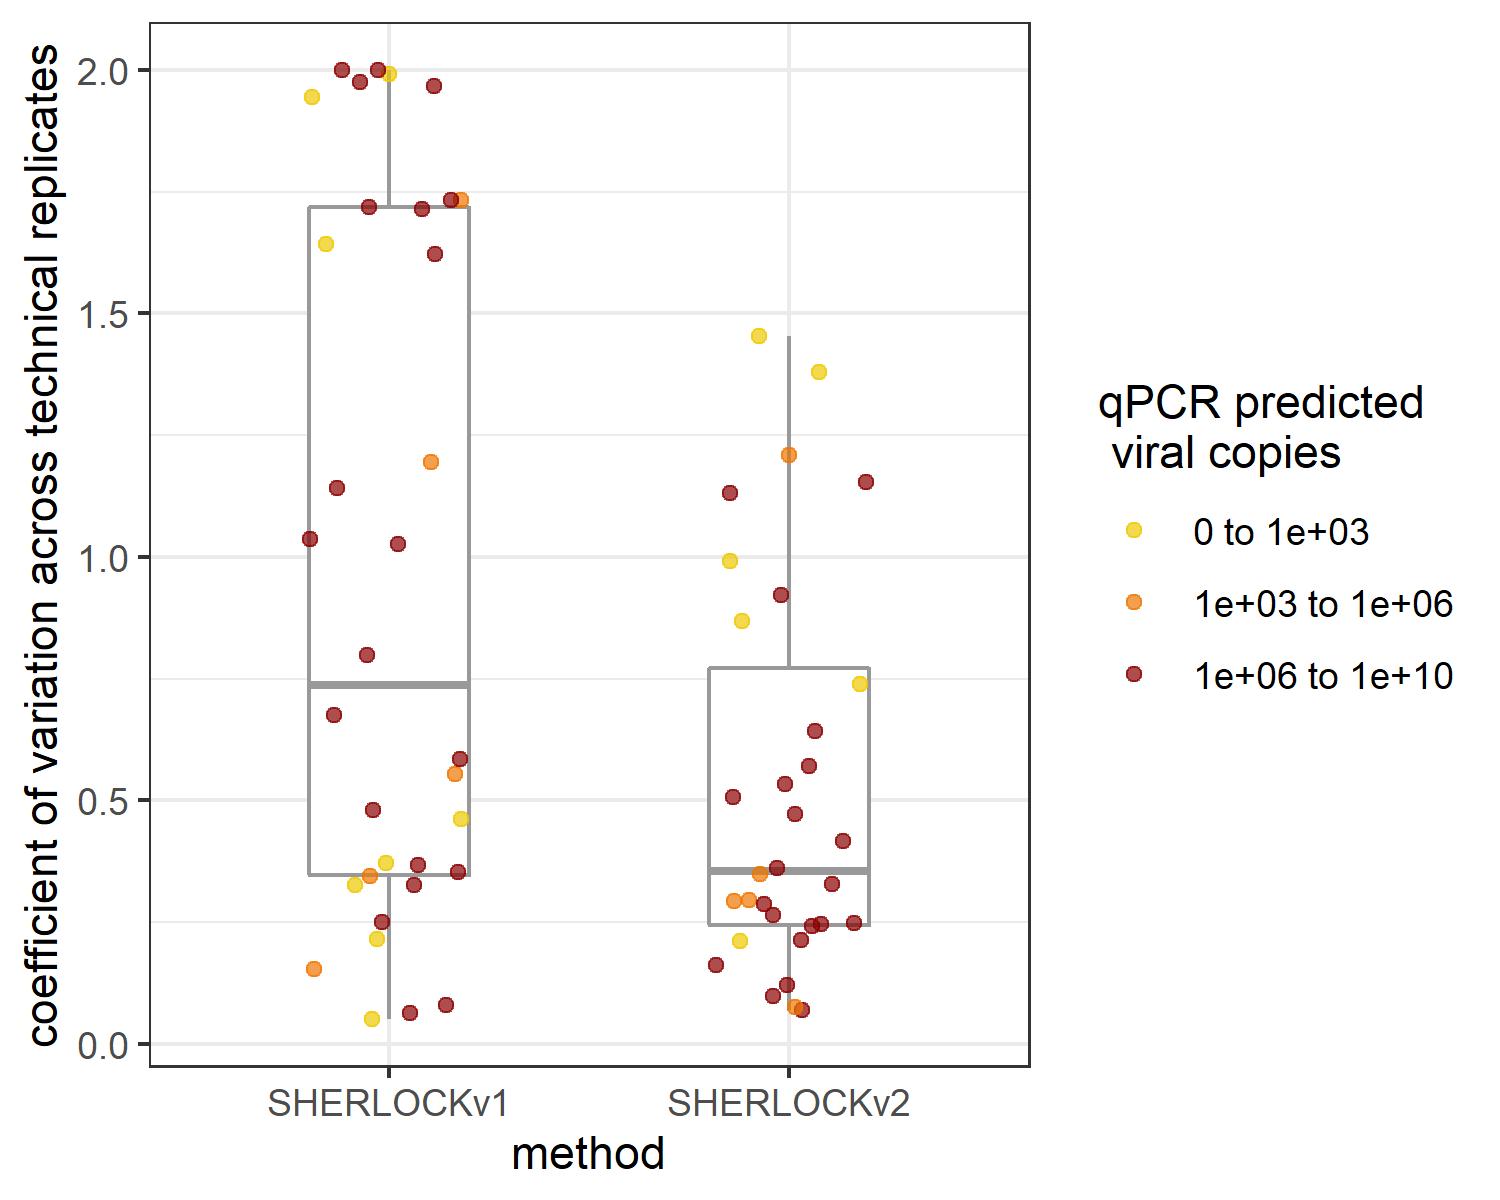 coefficient of variation across technical replicates
2.0
1.5
1.0
0.5
0.0
SHERLOCKv1
SHERLOCKv2
method
qPCR predicted
viral copies
0 to 1e+03
1e+03 to 1e+06
1e+06 to 1e+10